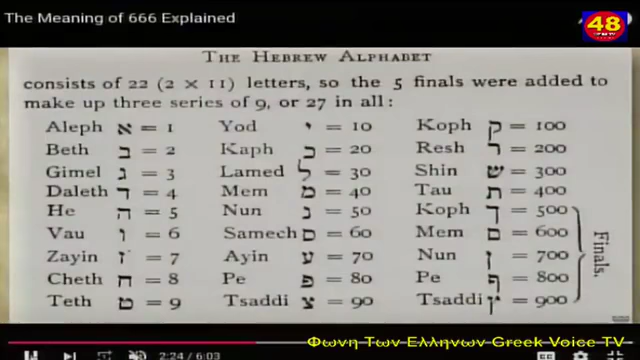 The Meaning of 666 Explained
48
THE HEBREW ALPHABET
consists of 22 (2 × 11) letters, so the 5 finals were added to
make up three series of 9, or 27 in all:
Aleph א = 1 Yod י = 10 Koph ק = 100
Beth ב = 2 Kaph כ = 20 Resh ר = 200
Gimel ג = 3 Lamed ל = 30 Shin ש = 300
Daleth ד = 4 Mem מ = 40 Tau ת = 400
He ה = 5 Nun נ = 50 Koph ך = 500
Vau ו = 6 Samech ס = 60 Mem ם = 600
Zayin ז = 7 Ayin ע = 70 Nun ן = 700
Cheth ח = 8 Pe פ = 80 Pe ף = 800
Teth ט = 9 Tsaddi צ = 90 Tsaddi ץ = 900
Finals.
Φωνη Των Ελληνων Greek Voice TV
2:24 / 6:03